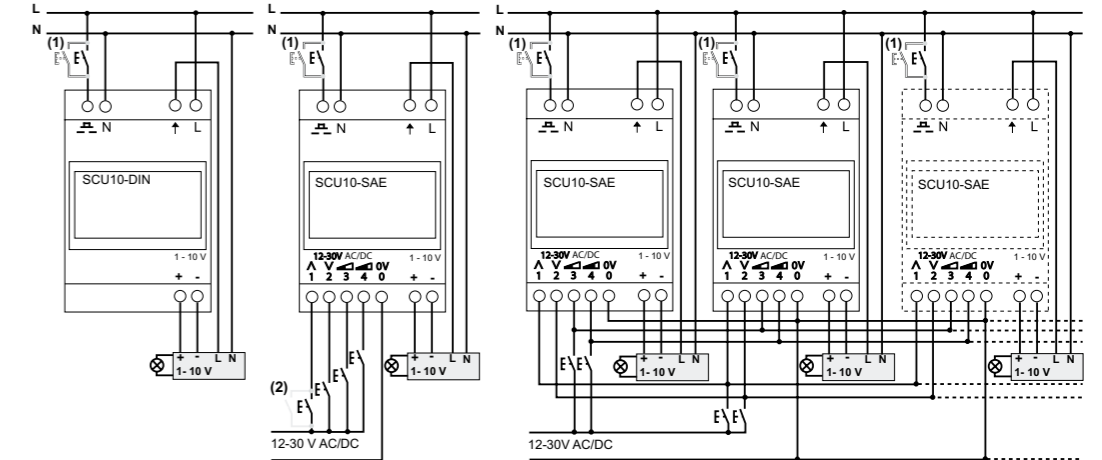 L
N
(1)
E
N
↑
L
SCU10-DIN
1 - 10 V
+ -
+ - L N
1- 10 V
L
N
(1)
E
N
↑
L
SCU10-SAE
12-30V AC/DC
1 - 10 V
0V
1 2 3 4 0
+ -
+ - L N
1- 10 V
E
E
E
(2)
E
12-30 V AC/DC
L
N
(1)
E
N
↑
L
SCU10-SAE
12-30V AC/DC
1 - 10 V
0V
1 2 3 4 0
+ -
+ - L N
1- 10 V
E E
(1)
E
N
↑
L
SCU10-SAE
12-30V AC/DC
1 - 10 V
0V
1 2 3 4 0
+ -
+ - L N
1- 10 V
E E
(1)
E
N
↑
L
SCU10-SAE
12-30V AC/DC
1 - 10 V
0V
1 2 3 4 0
+ -
+ - L N
1- 10 V
12-30V AC/DC